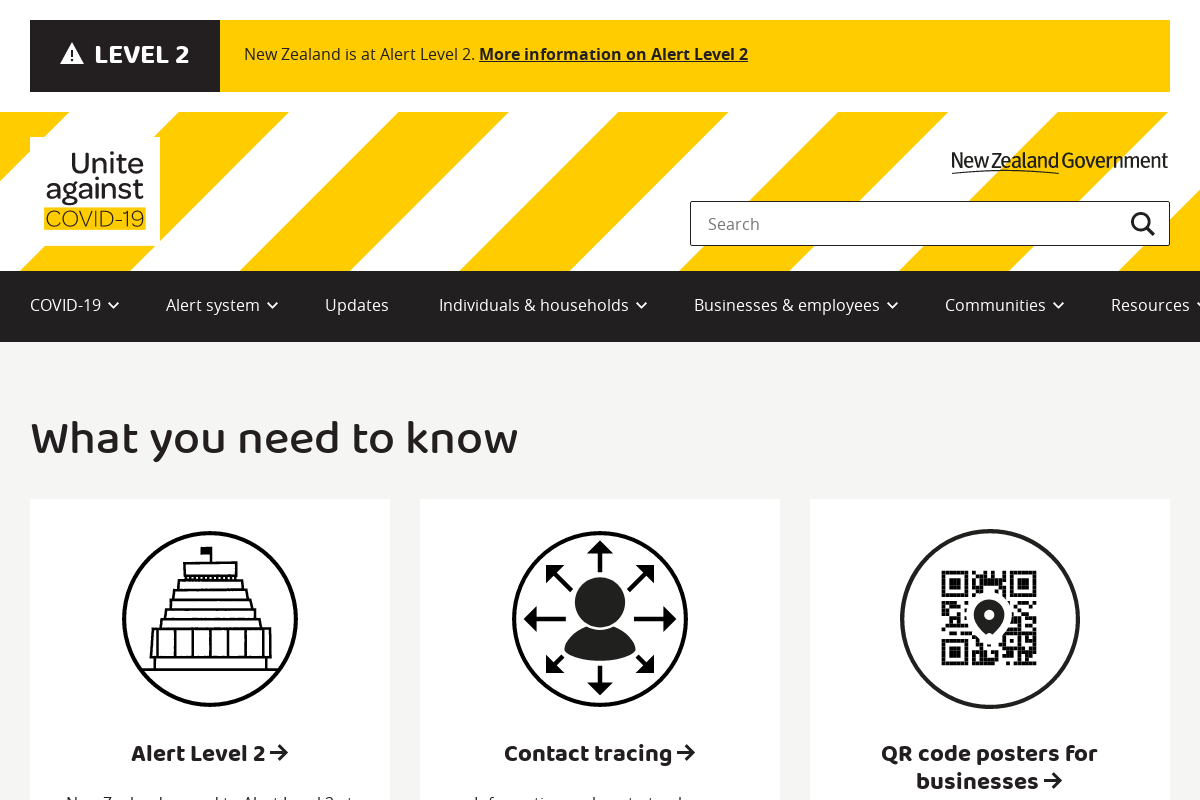 LEVEL 2
New Zealand is at Alert Level 2. More information on Alert Level 2
Unite
against
COVID-19
New Zealand Government
Search
COVID-19 Alert system Updates Individuals & households Businesses & employees Communities Resources
What you need to know
Alert Level 2
Contact tracing
QR code posters for
businesses